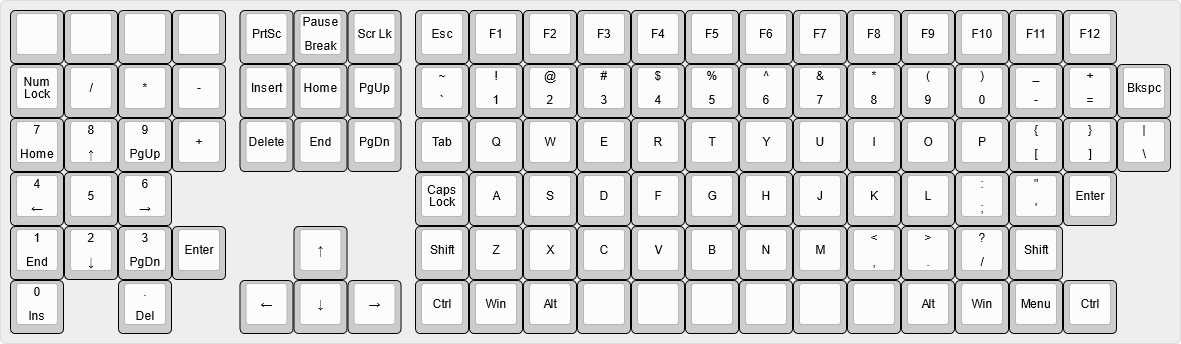 PrtSc Pause Break Scr Lk Esc F1 F2 F3 F4 F5 F6 F7 F8 F9 F10 F11 F12
Num Lock / * - Insert Home PgUp ~ ` ! 1 @ 2 # 3 $ 4 % 5 ^ 6 & 7 * 8 ( 9 ) 0 _ - + = Bkspc
7 Home 8 ↑ 9 PgUp + Delete End PgDn Tab Q W E R T Y U I O P { [ } ] | \
4 ← 5 6 → Caps Lock A S D F G H J K L : ; " ' Enter
1 End 2 ↓ 3 PgDn Enter ↑ Shift Z X C V B N M < , > . ? / Shift
0 Ins . Del ← ↓ → Ctrl Win Alt Alt Win Menu Ctrl